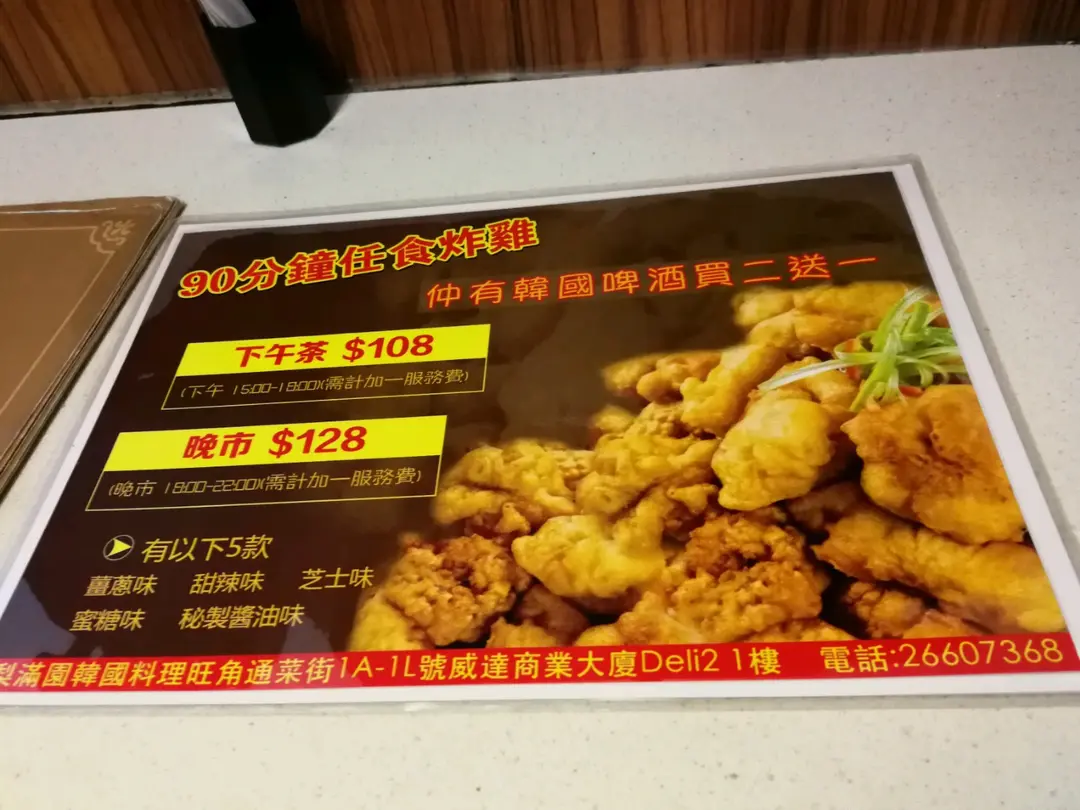 90分鐘任食炸雞
仲有韓國啤酒買二送一
下午茶 $108
(下午 15:00-18:00)(需計加一服務費)
晚市 $128
(晚市 18:00-22:00)(需計加一服務費)
有以下5款
薑蔥味 甜辣味 芝士味
蜜糖味 秘製醬油味
梨滿園韓國料理旺角通菜街1A-1L號威達商業大廈Deli2 1樓 電話:26607368